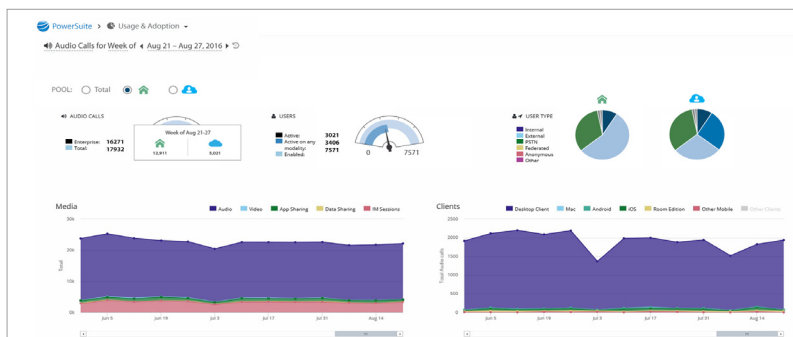 PowerSuite > Usage & Adoption
Audio Calls for Week of Aug 21 – Aug 27, 2016
POOL: Total
AUDIO CALLS
Enterprise: 16271
Total: 17932
Week of Aug 21-27
12,911 5,021
USERS
Active: 3021
Active on any modality: 3406
Enabled: 7571
0 7571
USER TYPE
Internal
External
PSTN
Federated
Anonymous
Other
Media
Audio Video App Sharing Data Sharing IM Sessions
30k
20k
10k
0k
Total
Jun 5 Jun 19 Jul 3 Jul 17 Jul 31 Aug 14
Clients
Desktop Client Mac Android iOS Room Edition Other Mobile Other Clients
2500
2000
1500
1000
500
0
Total Audio calls
Jun 5 Jun 19 Jul 3 Jul 17 Jul 31 Aug 14